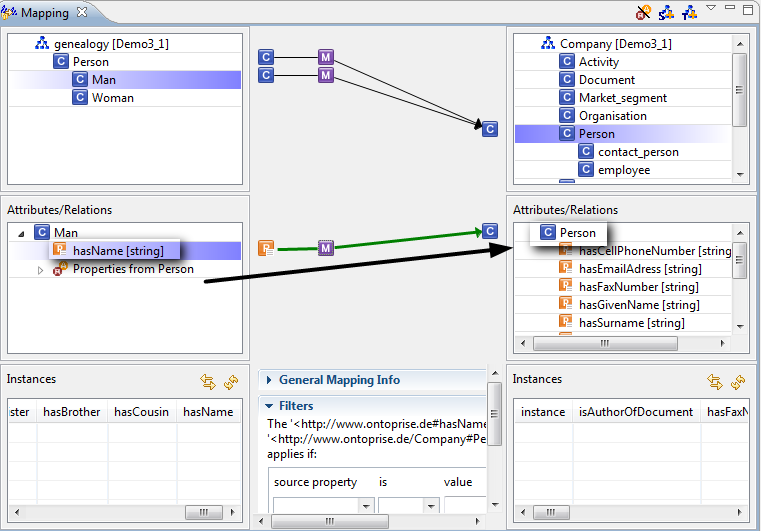 Mapping
genealogy [Demo3_1]
C Person
C Man
C Woman
C M
C M
C
Company [Demo3_1]
C Activity
C Document
C Market_segment
C Organisation
C Person
C contact_person
C employee
Attributes/Relations
C Man
hasName [string]
Properties from Person
M
C
Attributes/Relations
C Person
hasCellPhoneNumber [string]
hasEmailAdress [string]
hasFaxNumber [string]
hasGivenName [string]
hasSurname [string]
Instances
hasBrother hasCousin hasName
General Mapping Info
Filters
The '<http://www.ontoprise.de#hasName
'<http://www.ontoprise.de/Company#Pe
applies if:
source property is value
Instances
instance isAuthorOfDocument hasFaxN